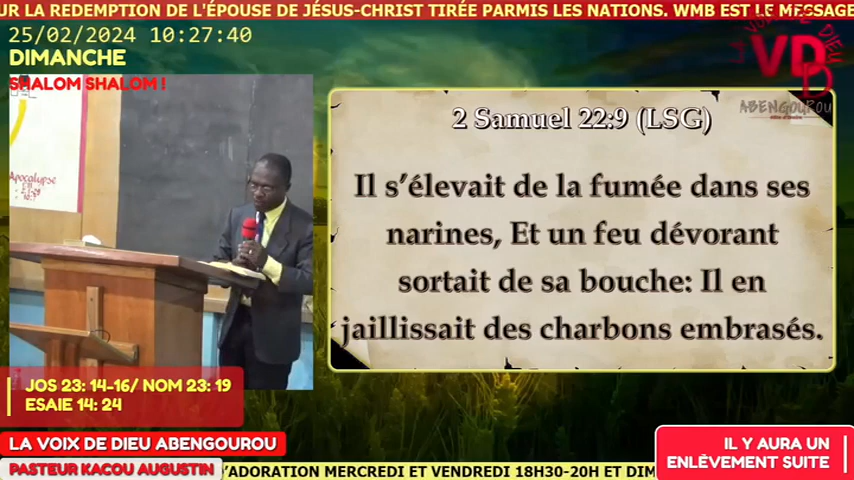 UR LA REDEMPTION DE L'ÉPOUSE DE JÉSUS-CHRIST TIRÉE PARMIS LES NATIONS. WMB EST LE MESSAGE
25/02/2024 10:27:40
DIMANCHE
SHALOM SHALOM !
Apocalypse
VDD
ABENGOUROU
2 Samuel 22:9 (LSG)
Il s'élevait de la fumée dans ses
narines, Et un feu dévorant
sortait de sa bouche: Il en
jaillissait des charbons embrasés.
JOS 23: 14-16/ NOM 23: 19
ESAIE 14: 24
LA VOIX DE DIEU ABENGOUROU
PASTEUR KACOU AUGUSTIN
'ADORATION MERCREDI ET VENDREDI 18H30-20H ET DIM
IL Y AURA UN
ENLÈVEMENT SUITE